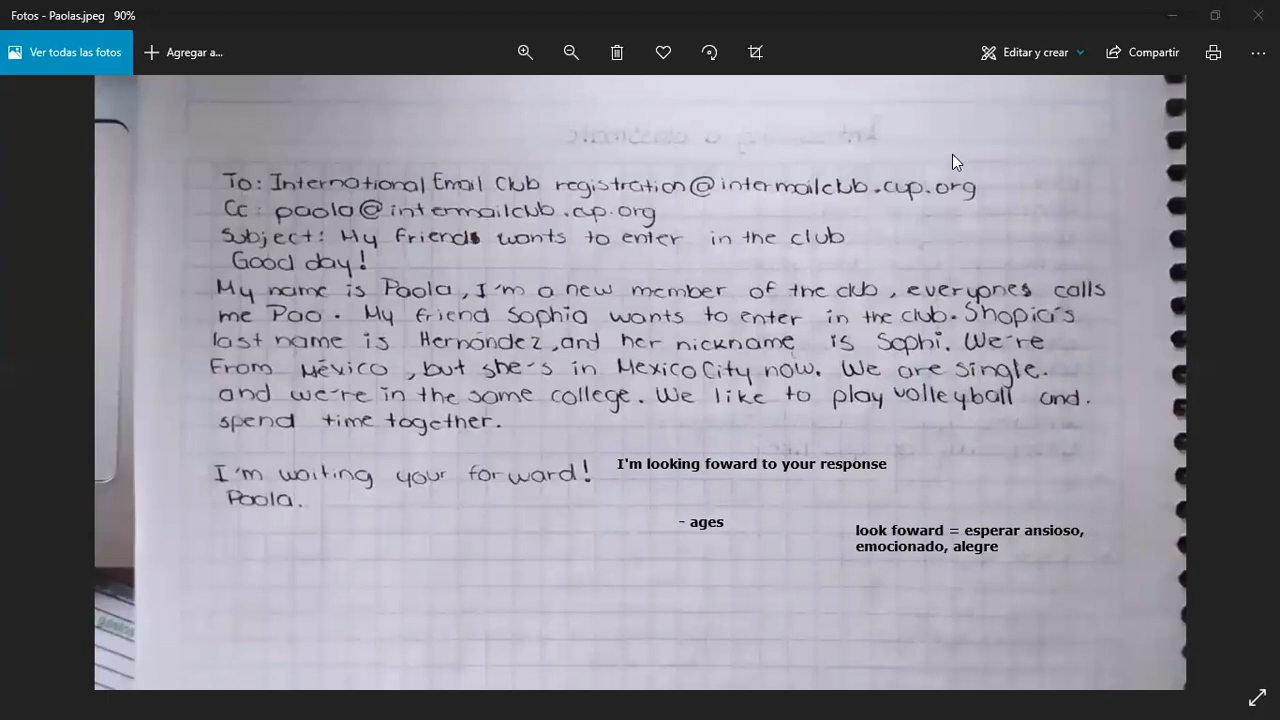 Fotos - Paolas.jpeg 90%
Ver todas las fotos
Agregar a...
Editar y crear
Compartir
To: International Email Club registration@intermailclub.cup.org
Cc: paola@intermailclub.cup.org
Subject: My friends wants to enter in the club
Good day!
My name is Paola, I'm a new member of the club, everyones calls
me Pao. My friend Sophia wants to enter in the club. Shopia's
last name is Hernández, and her nickname is Sophi. We're
From México, but she's in Mexico City now. We are single.
and we're in the same college. We like to play volleyball and.
spend time together.
I'm waiting your forward!
I'm looking foward to your response
Paola.
- ages
look foward = esperar ansioso,
emocionado, alegre